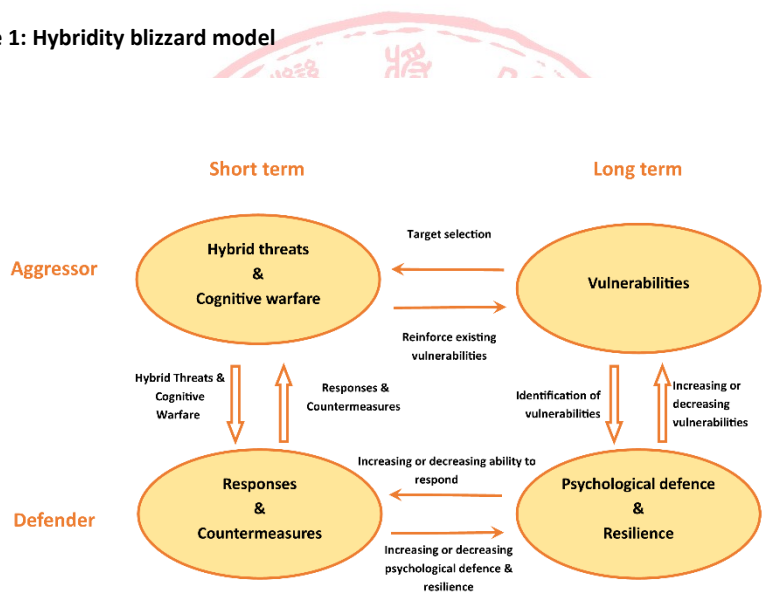 e 1: Hybridity blizzard model
Short term
Long term
Aggressor
Hybrid threats
&
Cognitive warfare
Target selection
Reinforce existing
vulnerabilities
Vulnerabilities
Hybrid Threats &
Cognitive
Warfare
Responses &
Countermeasures
Identification of
vulnerabilities
Increasing or
decreasing
vulnerabilities
Defender
Responses
&
Countermeasures
Increasing or decreasing ability to
respond
Increasing or decreasing
psychological defence &
resilience
Psychological defence
&
Resilience